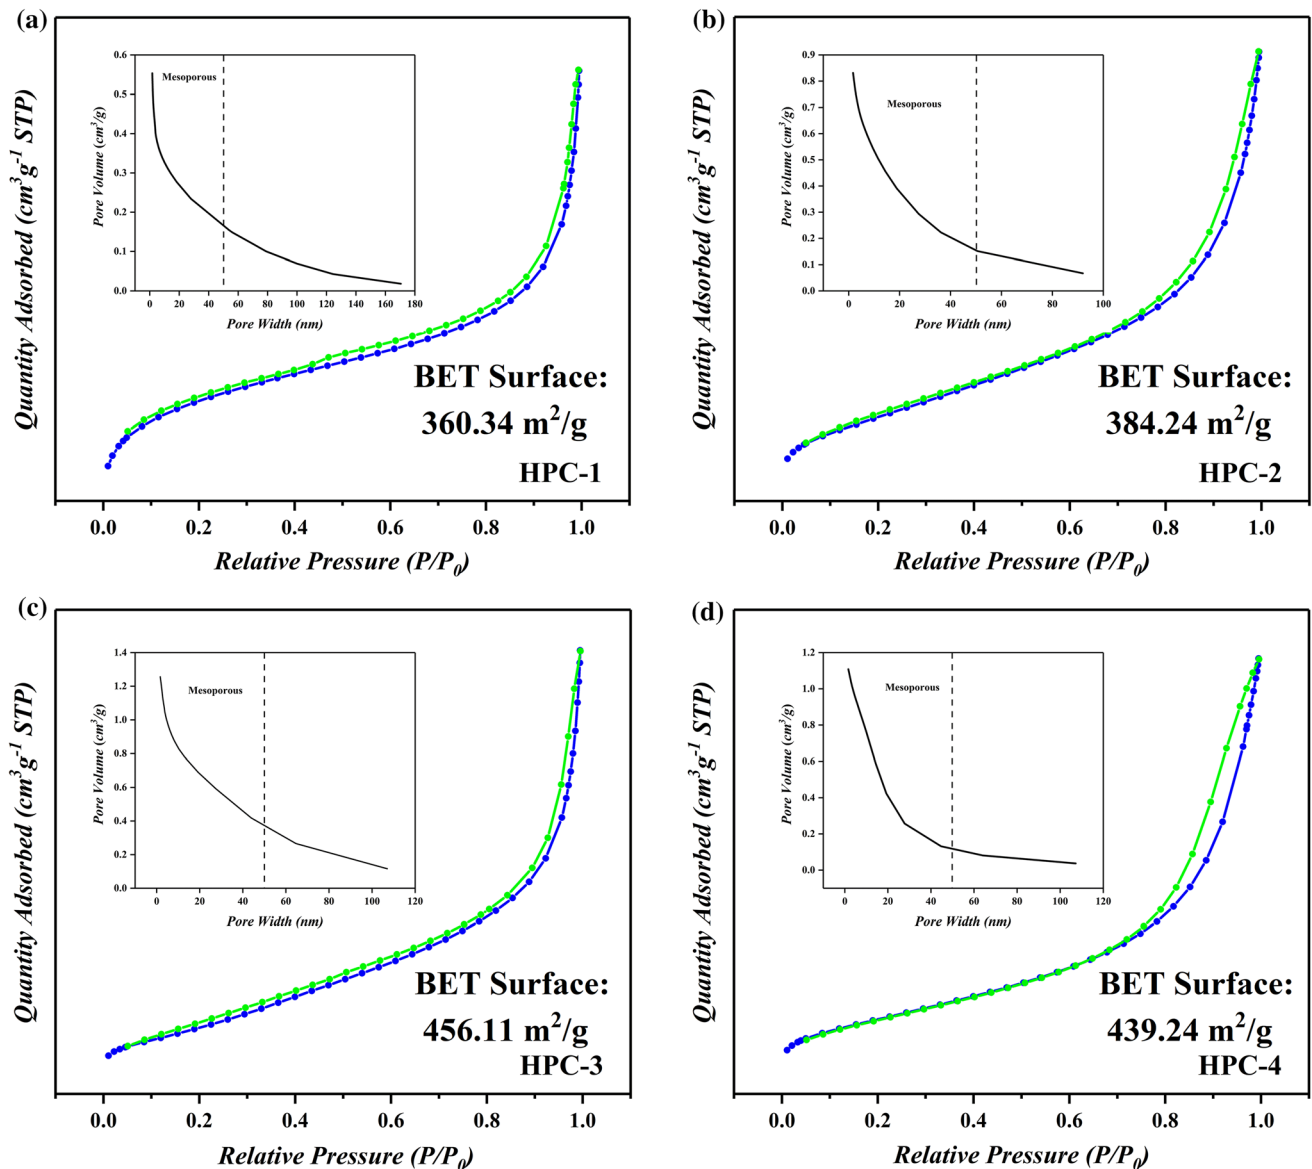 (a)
Quantity Adsorbed (cm³g⁻¹ STP)
0.6
0.5
0.4
0.3
0.2
0.1
0.0
Pore Volume (cm³/g)
Mesoporous
0 20 40 60 80 100 120 140 160 180
Pore Width (nm)
BET Surface:
360.34 m²/g
HPC-1
0.0 0.2 0.4 0.6 0.8 1.0
Relative Pressure (P/P₀)
(b)
Quantity Adsorbed (cm³g⁻¹ STP)
0.9
0.8
0.7
0.6
0.5
0.4
0.3
0.2
0.1
0.0
Pore Volume (cm³/g)
Mesoporous
0 20 40 60 80 100
Pore Width (nm)
BET Surface:
384.24 m²/g
HPC-2
0.0 0.2 0.4 0.6 0.8 1.0
Relative Pressure (P/P₀)
(c)
Quantity Adsorbed (cm³g⁻¹ STP)
1.4
1.2
1.0
0.8
0.6
0.4
0.2
0.0
Pore Volume (cm³/g)
Mesoporous
0 20 40 60 80 100 120
Pore Width (nm)
BET Surface:
456.11 m²/g
HPC-3
0.0 0.2 0.4 0.6 0.8 1.0
Relative Pressure (P/P₀)
(d)
Quantity Adsorbed (cm³g⁻¹ STP)
1.2
1.0
0.8
0.6
0.4
0.2
0.0
Pore Volume (cm³/g)
Mesoporous
0 20 40 60 80 100 120
Pore Width (nm)
BET Surface:
439.24 m²/g
HPC-4
0.0 0.2 0.4 0.6 0.8 1.0
Relative Pressure (P/P₀)